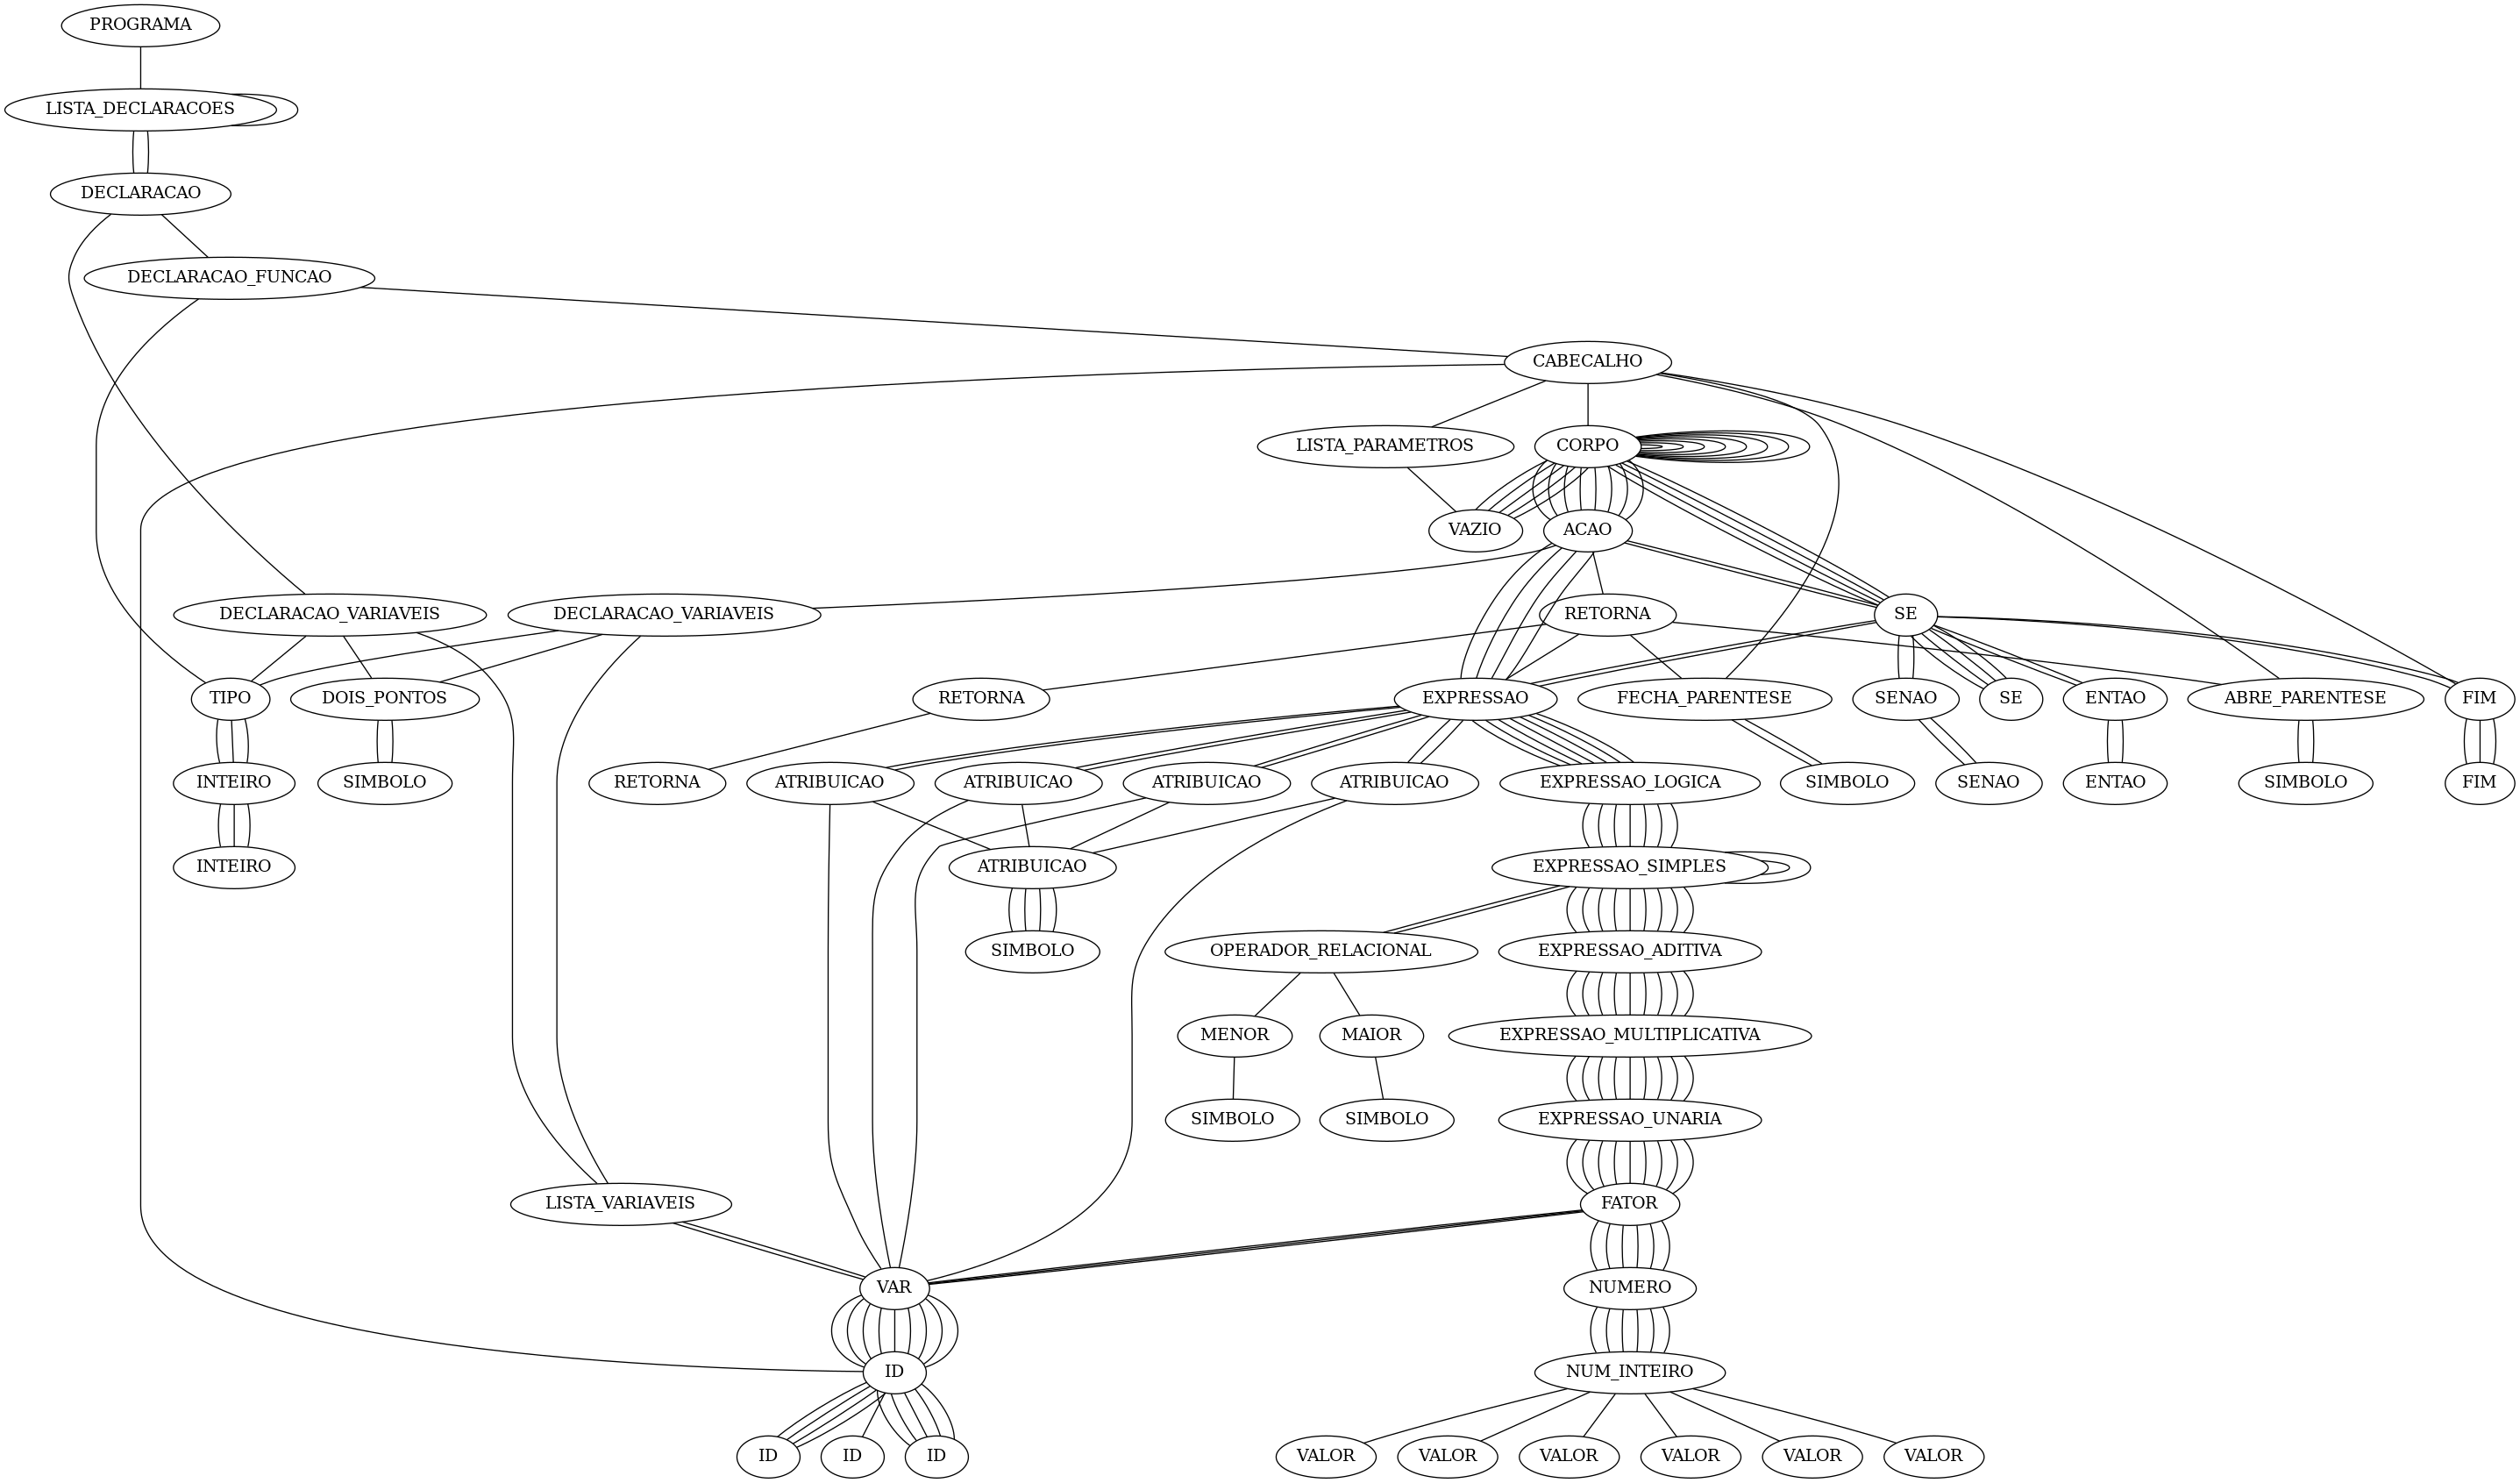 PROGRAMA
LISTA_DECLARACOES
DECLARACAO
DECLARACAO_FUNCAO
CABECALHO
LISTA_PARAMETROS
CORPO
VAZIO
ACAO
DECLARACAO_VARIAVEIS
DECLARACAO_VARIAVEIS
RETORNA
SE
TIPO
DOIS_PONTOS
RETORNA
EXPRESSAO
FECHA_PARENTESE
SENAO
SE
ENTAO
ABRE_PARENTESE
FIM
INTEIRO
SIMBOLO
RETORNA
ATRIBUICAO
ATRIBUICAO
ATRIBUICAO
ATRIBUICAO
EXPRESSAO_LOGICA
SIMBOLO
SENAO
ENTAO
SIMBOLO
FIM
INTEIRO
ATRIBUICAO
EXPRESSAO_SIMPLES
SIMBOLO
OPERADOR_RELACIONAL
EXPRESSAO_ADITIVA
MENOR
MAIOR
EXPRESSAO_MULTIPLICATIVA
SIMBOLO
SIMBOLO
EXPRESSAO_UNARIA
LISTA_VARIAVEIS
FATOR
VAR
NUMERO
ID
NUM_INTEIRO
ID
ID
ID
VALOR
VALOR
VALOR
VALOR
VALOR
VALOR